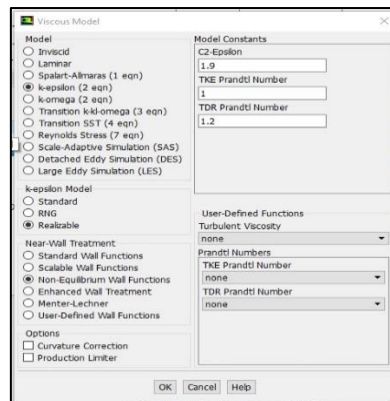 Viscous Model
Model
Inviscid
Laminar
Spalart-Allmaras (1 eqn)
k-epsilon (2 eqn)
k-omega (2 eqn)
Transition k-kl-omega (3 eqn)
Transition SST (4 eqn)
Reynolds Stress (7 eqn)
Scale-Adaptive Simulation (SAS)
Detached Eddy Simulation (DES)
Large Eddy Simulation (LES)
k-epsilon Model
Standard
RNG
Realizable
Near-Wall Treatment
Standard Wall Functions
Scalable Wall Functions
Non-Equilibrium Wall Functions
Enhanced Wall Treatment
Menter-Lechner
User-Defined Wall Functions
Options
Curvature Correction
Production Limiter
Model Constants
C2-Epsilon
1.9
TKE Prandtl Number
1
TDR Prandtl Number
1.2
User-Defined Functions
Turbulent Viscosity
none
Prandtl Numbers
TKE Prandtl Number
none
TDR Prandtl Number
none
OK Cancel Help